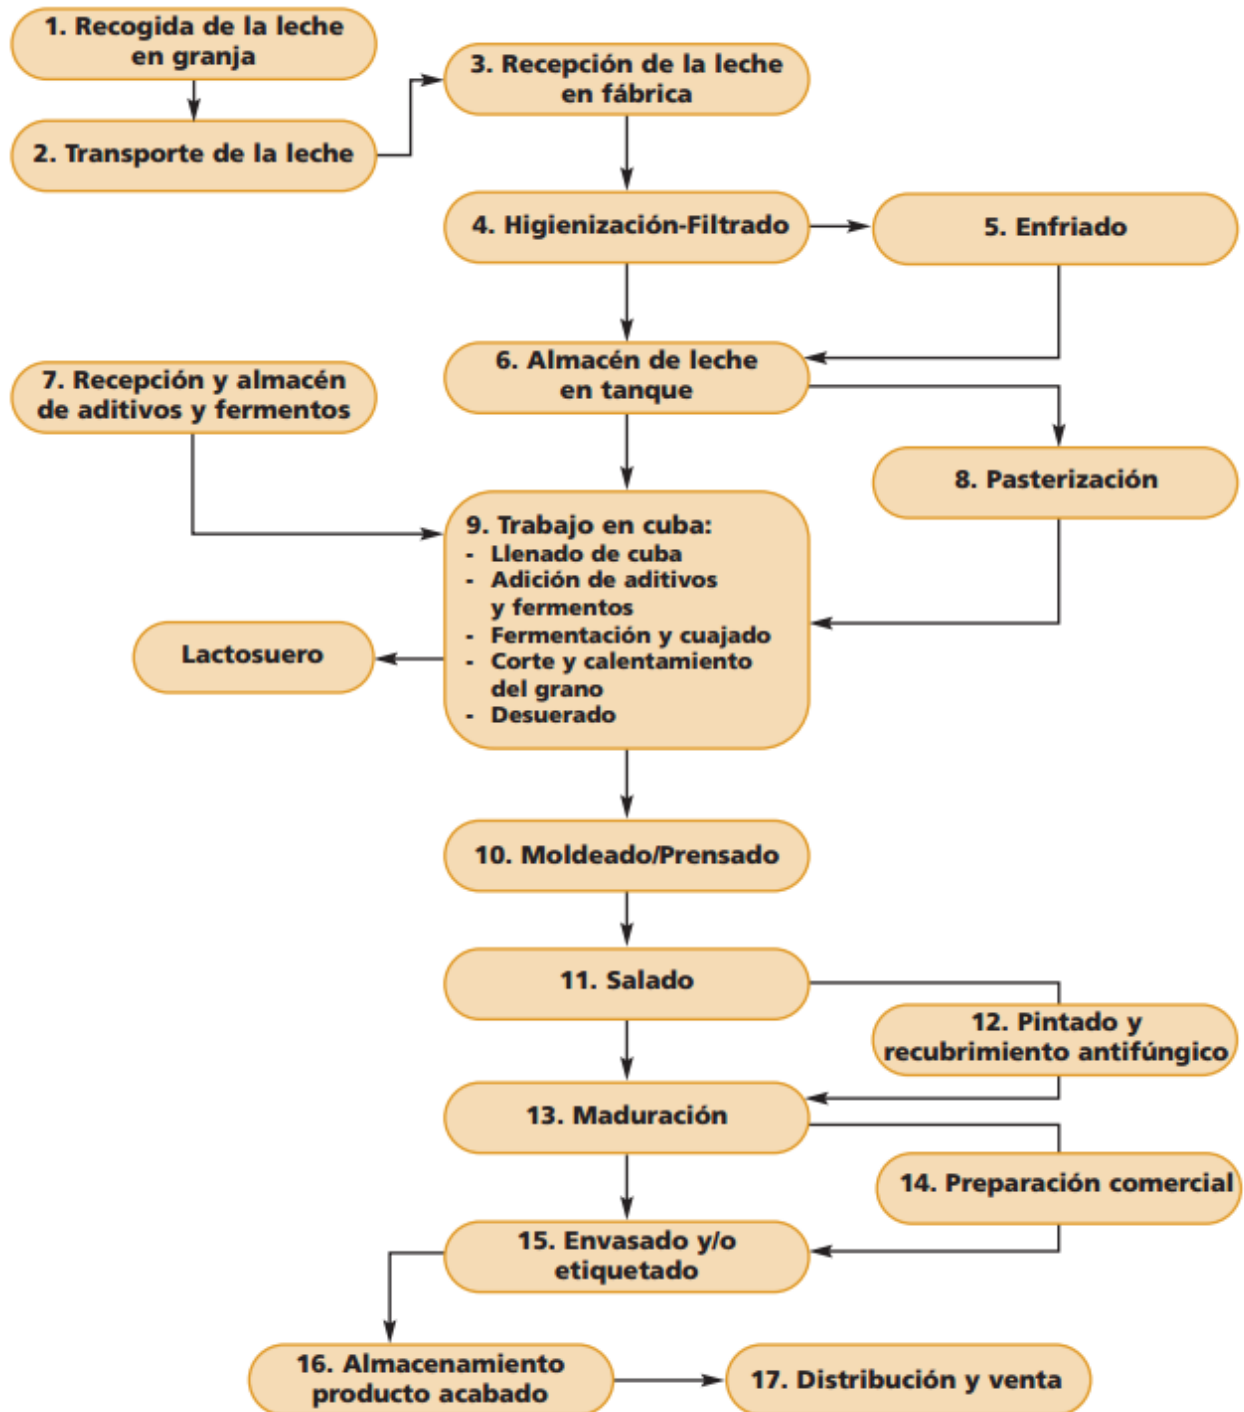 1. Recogida de la leche
en granja
2. Transporte de la leche
3. Recepción de la leche
en fábrica
4. Higienización-Filtrado
5. Enfriado
6. Almacén de leche
en tanque
7. Recepción y almacén
de aditivos y fermentos
8. Pasterización
9. Trabajo en cuba:
- Llenado de cuba
- Adición de aditivos
y fermentos
- Fermentación y cuajado
- Corte y calentamiento
del grano
- Desuerado
Lactosuero
10. Moldeado/Prensado
11. Salado
12. Pintado y
recubrimiento antifúngico
13. Maduración
14. Preparación comercial
15. Envasado y/o
etiquetado
16. Almacenamiento
producto acabado
17. Distribución y venta